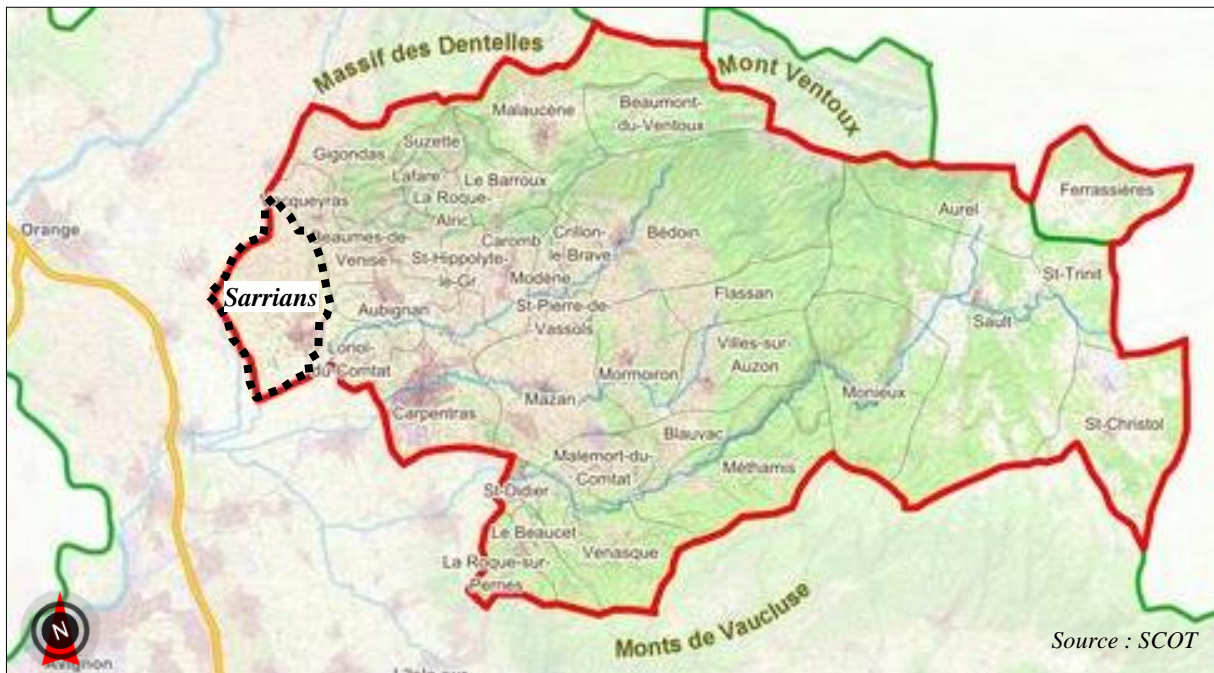 Massif des Dentelles
Mont Ventoux
Malaucène
Beaumont-
du-Ventoux
Suzette
Gigondas
Lafare
Le Barroux
Ferrassières
La Roque-
Alric
cqueyras
Aurel
Orange
Beaumes-de-
Venise
Caromb
Crillon-
le-Brave
Bédoin
St-Hippolyte-
le-Gr
Modène
St-Trinit
Sarrians
Aubignan
St-Pierre-de-
Vassols
Flassan
Sault
Loriol-
du-Comtat
Villes-sur-
Auzon
Mormoiron
Monieux
Mazan
Carpentras
St-Christol
Blauvac
Malemort-du-
Comtat
Méthamis
St-Didier
Le Beaucet
Venasque
La Roque-sur-
Pernes
Monts de Vaucluse
N
Source : SCOT
Avignon